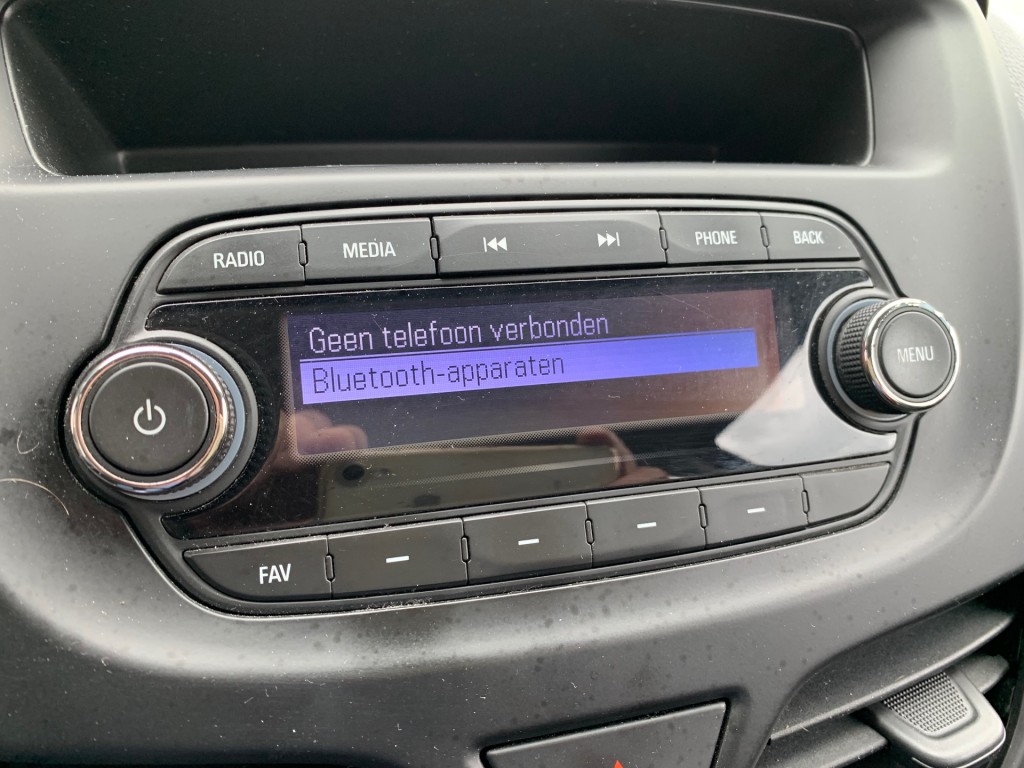 RADIO
MEDIA
PHONE
BACK
Geen telefoon verbonden
Bluetooth-apparaten
MENU
FAV